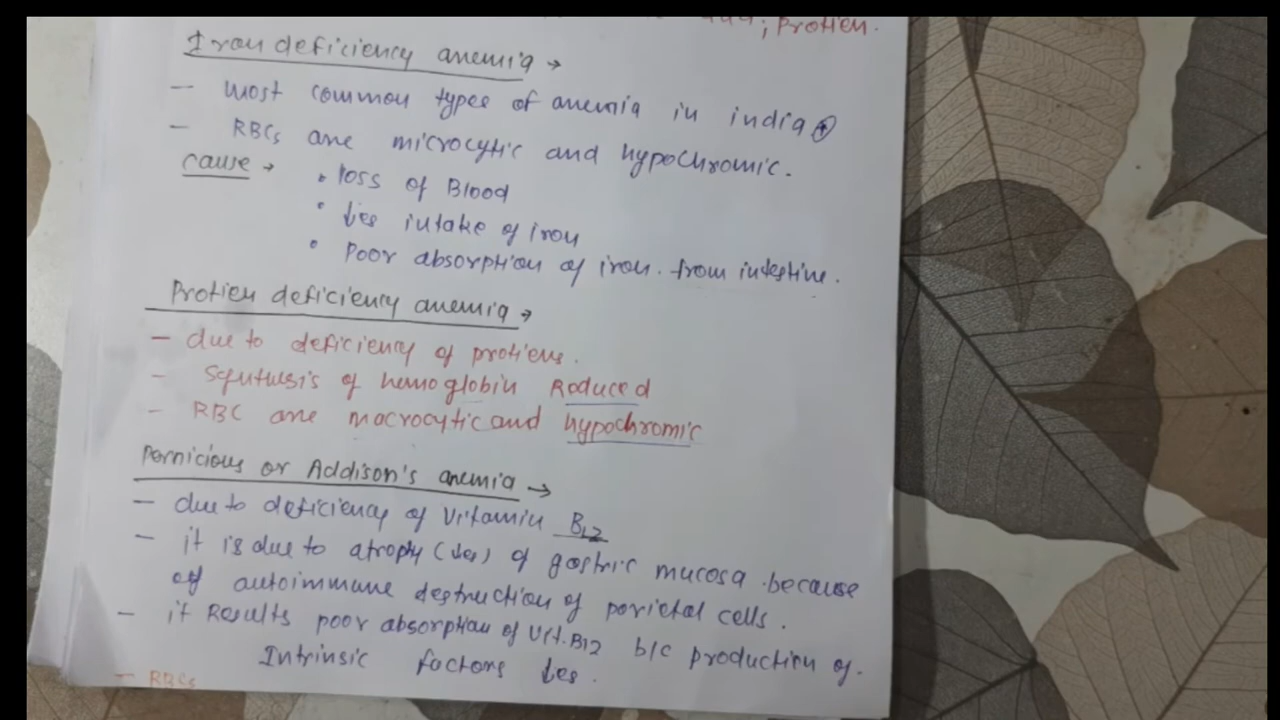 ; Protien.
Iron deficiency anemia →
— Most common types of anemia in india
— RBCs are microcytic and hypochromic.
cause → • loss of Blood
• ↓es intake of iron
• Poor absorption of iron. from intestine.
Protien deficiency anemia →
— due to deficiency of protiens.
— Synthesis of hemoglobin Roduced
— RBC are macrocytic and hypochromic
Pernicious or Addison's anemia →
— due to deficiency of Vitamin B12
— it is due to atrophy (↓es) of gastric mucosa because
of autoimmune destruction of parietal cells.
— it Results poor absorption of Vit. B12 b/c production of.
Intrinsic factors ↓es.
— RBCs